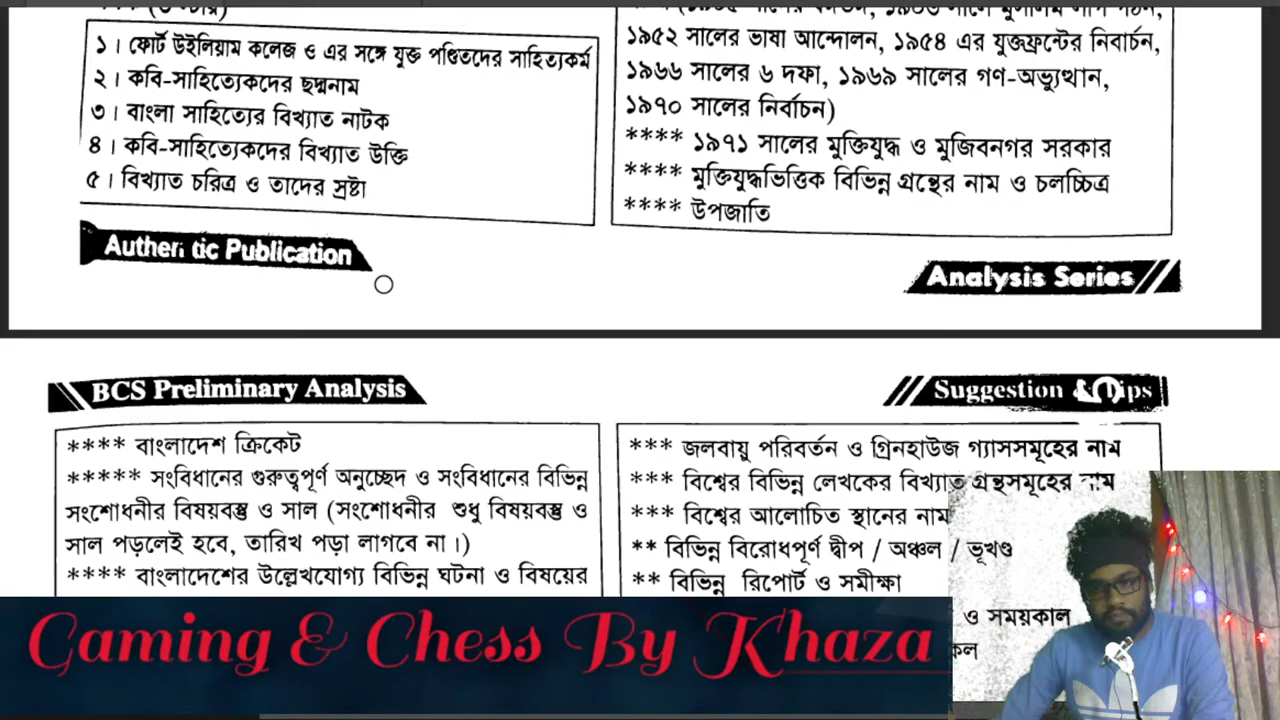 ১। ফোর্ট উইলিয়াম কলেজ ও এর সঙ্গে যুক্ত পণ্ডিতদের সাহিত্যকর্ম
২। কবি-সাহিত্যেকদের ছদ্মনাম
৩। বাংলা সাহিত্যের বিখ্যাত নাটক
৪। কবি-সাহিত্যেকদের বিখ্যাত উক্তি
৫। বিখ্যাত চরিত্র ও তাদের স্রষ্টা
১৯৫২ সালের ভাষা আন্দোলন, ১৯৫৪ এর যুক্তফ্রন্টের নির্বাচন,
১৯৬৬ সালের ৬ দফা, ১৯৬৯ সালের গণ-অভ্যুত্থান,
১৯৭০ সালের নির্বাচন)
**** ১৯৭১ সালের মুক্তিযুদ্ধ ও মুজিবনগর সরকার
**** মুক্তিযুদ্ধভিত্তিক বিভিন্ন গ্রন্থের নাম ও চলচ্চিত্র
**** উপজাতি
Authentic Publication
Analysis Series
BCS Preliminary Analysis
Suggestion & Tips
**** বাংলাদেশ ক্রিকেট
***** সংবিধানের গুরুত্বপূর্ণ অনুচ্ছেদ ও সংবিধানের বিভিন্ন
সংশোধনীর বিষয়বস্তু ও সাল (সংশোধনীর শুধু বিষয়বস্তু ও
সাল পড়লেই হবে, তারিখ পড়া লাগবে না।)
**** বাংলাদেশের উল্লেখযোগ্য বিভিন্ন ঘটনা ও বিষয়ের
*** জলবায়ু পরিবর্তন ও গ্রিনহাউজ গ্যাসসমূহের নাম
*** বিশ্বের বিভিন্ন লেখকের বিখ্যাত গ্রন্থসমূহের নাম
*** বিশ্বের আলোচিত স্থানের নাম
** বিভিন্ন বিরোধপূর্ণ দ্বীপ / অঞ্চল / ভূখণ্ড
** বিভিন্ন রিপোর্ট ও সমীক্ষা
ও সময়কাল
Gaming & Chess By Khaza